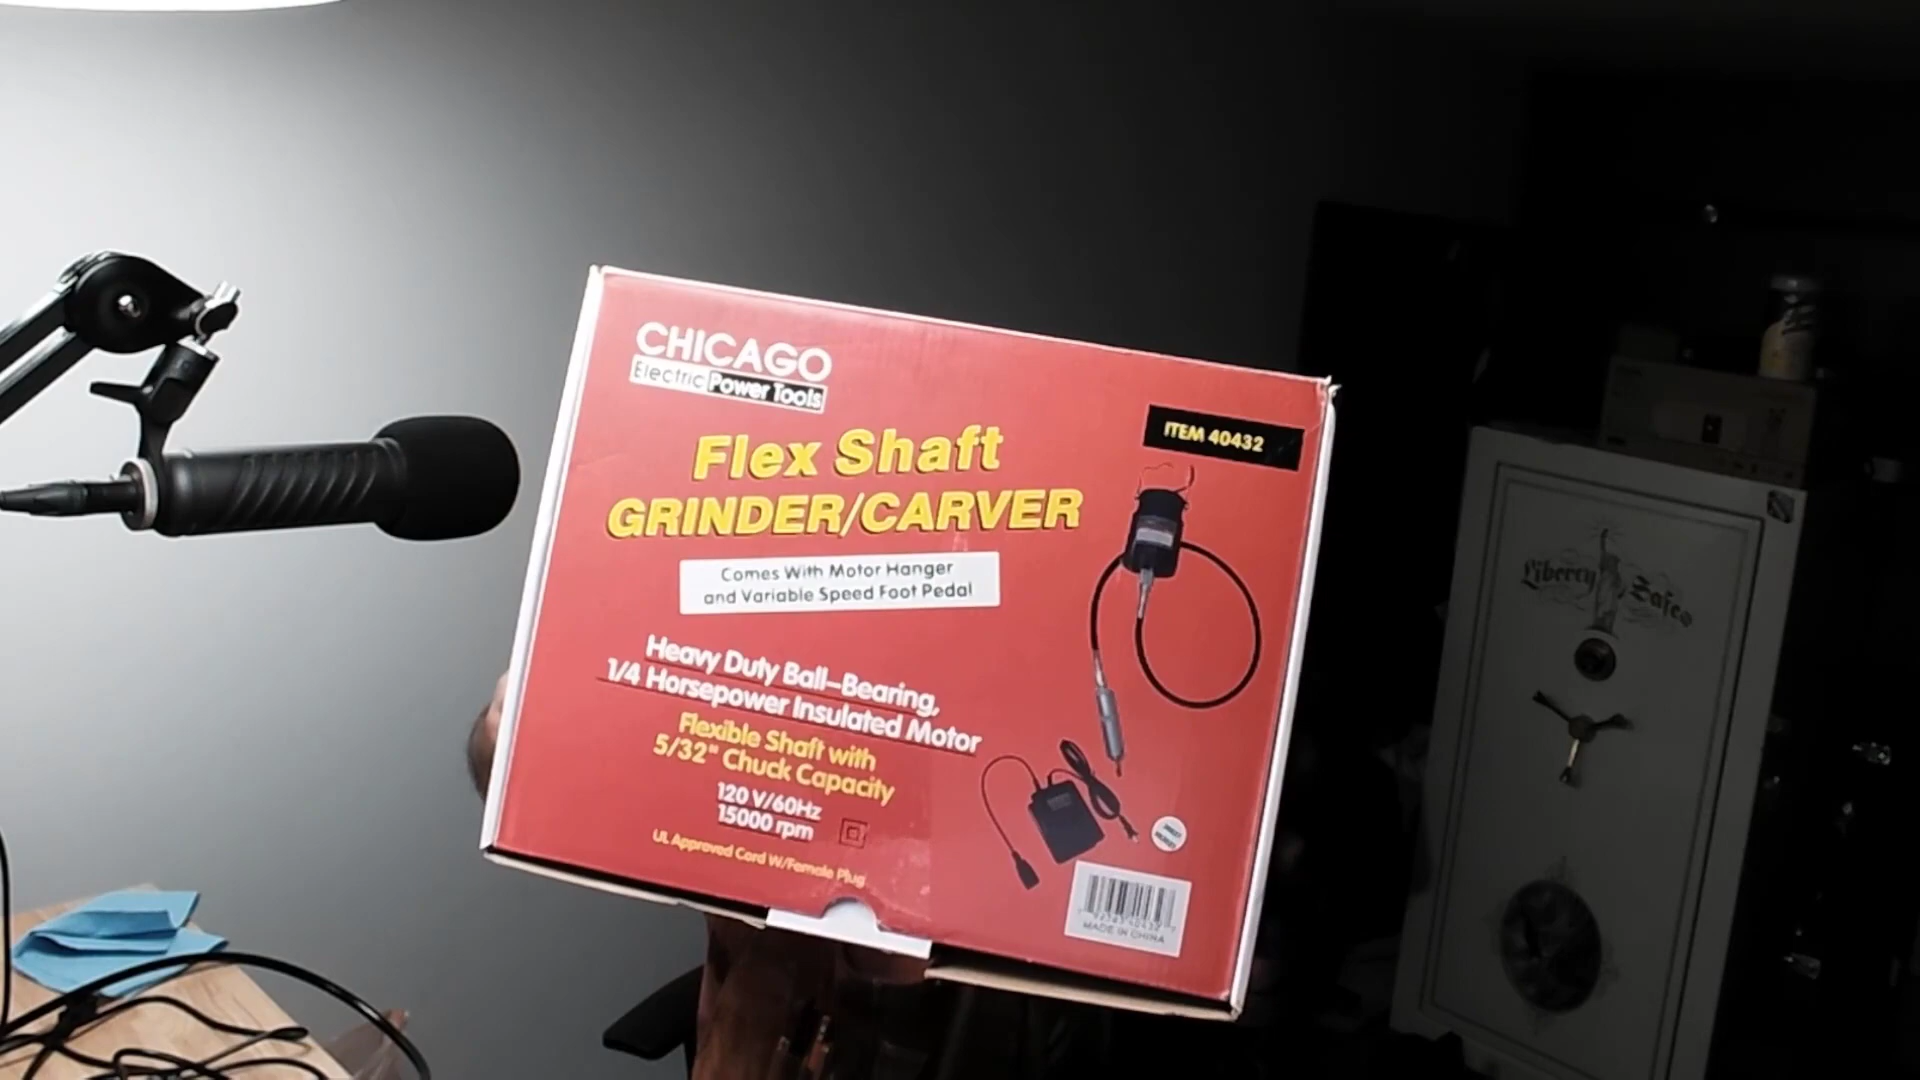 CHICAGO
Electric Power Tools
ITEM 40432
Flex Shaft
GRINDER/CARVER
Comes With Motor Hanger
and Variable Speed Foot Pedal
Heavy Duty Ball-Bearing,
1/4 Horsepower Insulated Motor
Flexible Shaft with
5/32" Chuck Capacity
120 V/60Hz
15000 rpm
UL Approved Cord W/Female Plug
MADE IN CHINA
Liberty Safes